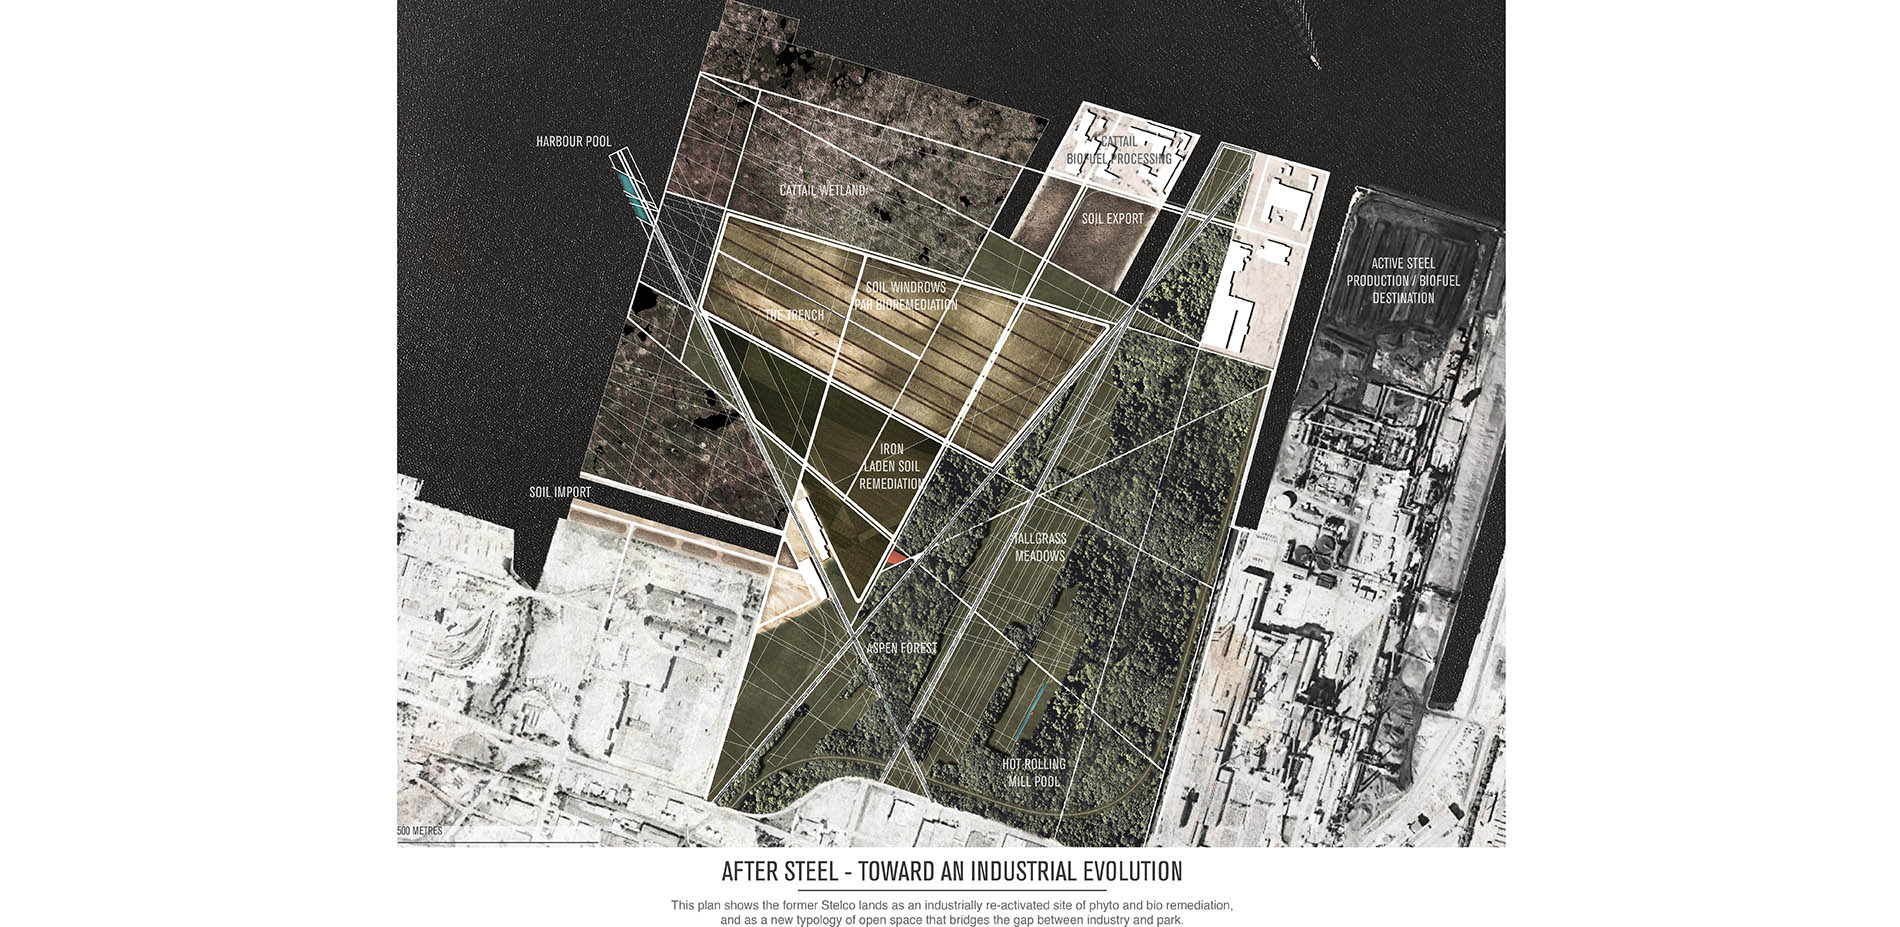 HARBOUR POOL
CATTAIL
BIOFUEL PROCESSING
CATTAIL WETLAND
SOIL EXPORT
ACTIVE STEEL
PRODUCTION / BIOFUEL
DESTINATION
SOIL WINDROWS
PAH BIOREMEDIATION
THE TRENCH
IRON
LADEN SOIL
REMEDIATION
SOIL IMPORT
TALLGRASS
MEADOWS
ASPEN FOREST
HOT ROLLING
MILL POOL
500 METRES
AFTER STEEL - TOWARD AN INDUSTRIAL EVOLUTION
This plan shows the former Stelco lands as an industrially re-activated site of phyto and bio remediation,
and as a new typology of open space that bridges the gap between industry and park.